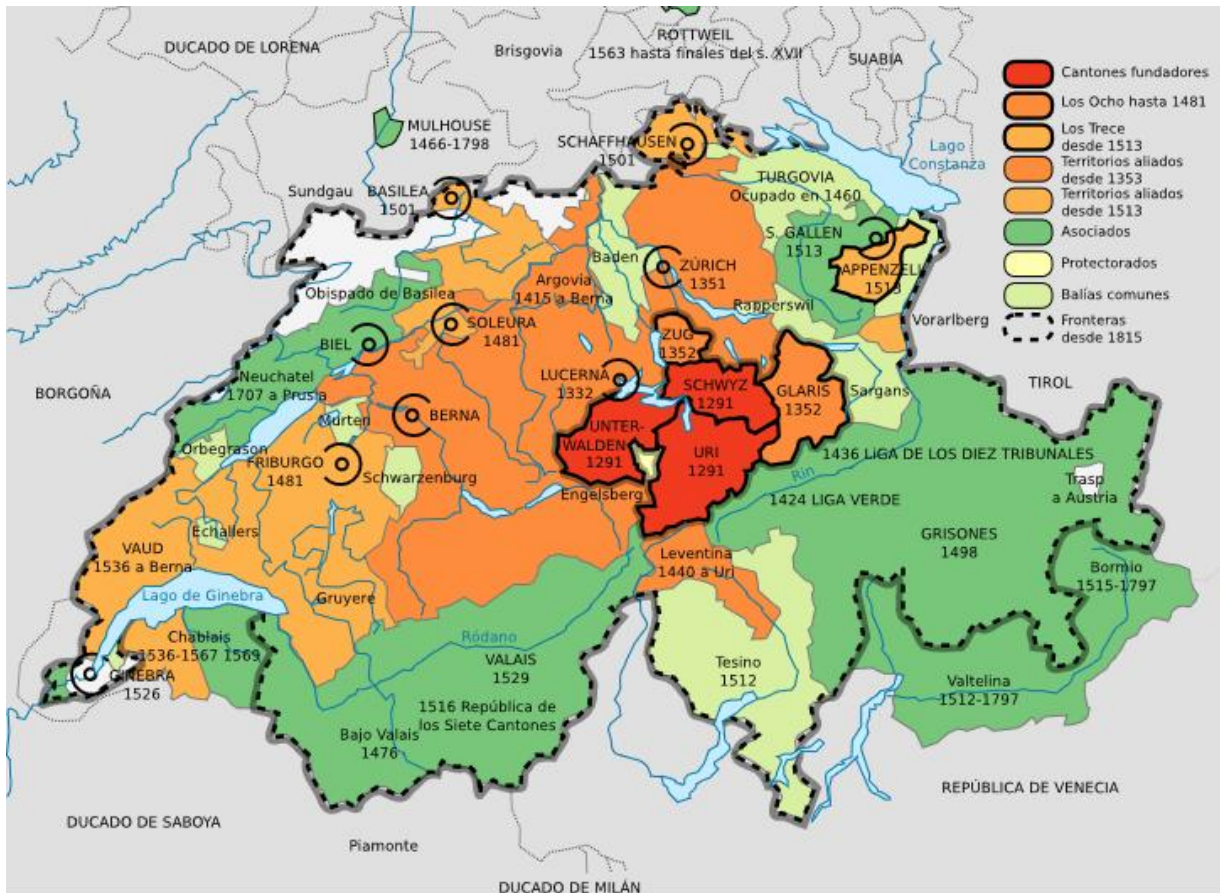 DUCADO DE LORENA
Brisgovia
ROTTWEIL
1563 hasta finales del s. XVII
SUABIA
MULHOUSE
1466-1798
SCHAFFHAUSEN
1501
Lago
Constanza
Sundgau
BASILEA
1501
TURGOVIA
Ocupado en 1460
S. GALLEN
1513
APPENZELL
1513
Baden
ZÜRICH
1351
Rapperswil
Vorarlberg
Obispado de Basilea
Argovia
1415 a Berna
SOLEURA
1481
BIEL
ZUG
1352
LUCERNA
1332
SCHWYZ
1291
GLARIS
1352
Sargans
TIROL
BORGOÑA
Neuchatel
1707 a Prusia
BERNA
Murten
UNTER-
WALDEN
1291
URI
1291
Orbegrason
FRIBURGO
1481
Schwarzenburg
Engelsberg
1436 LIGA DE LOS DIEZ TRIBUNALES
Rin
1424 LIGA VERDE
Trasp
a Austria
Echallers
VAUD
1536 a Berna
GRISONES
1498
Leventina
1440 a Uri
Bormio
1515-1797
Lago de Ginebra
Gruyere
Chablais
1536-1567 1569
Ródano
GINEBRA
1526
VALAIS
1529
Tesino
1512
Valtelina
1512-1797
1516 República de
los Siete Cantones
Bajo Valais
1476
REPÚBLICA DE VENECIA
DUCADO DE SABOYA
Piamonte
DUCADO DE MILÁN
Cantones fundadores
Los Ocho hasta 1481
Los Trece
desde 1513
Territorios aliados
desde 1353
Territorios aliados
desde 1513
Asociados
Protectorados
Balías comunes
Fronteras
desde 1815